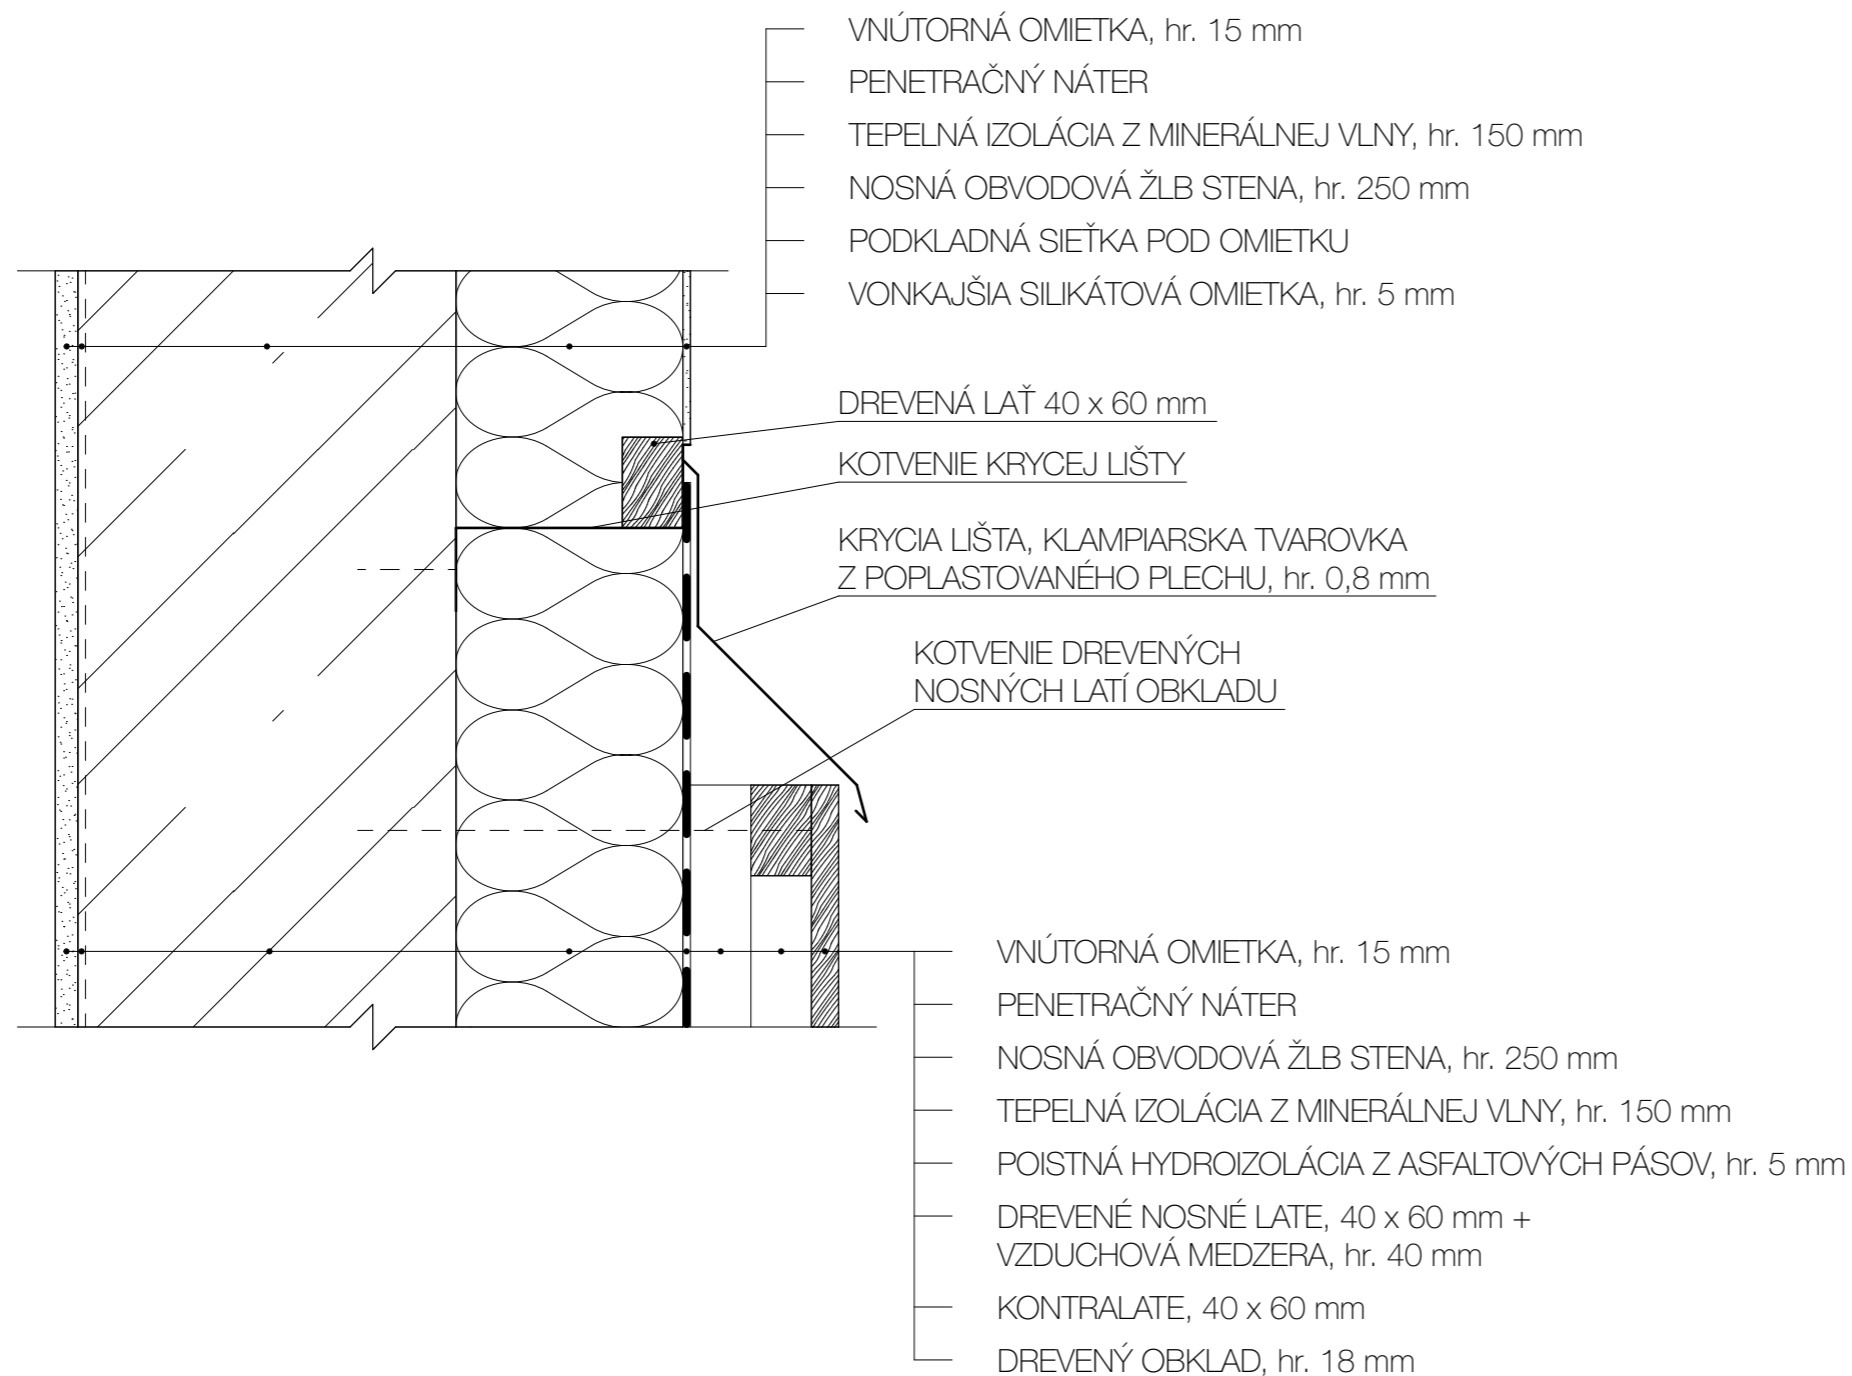 VNÚTORNÁ OMIETKA, hr. 15 mm
PENETRAČNÝ NÁTER
TEPELNÁ IZOLÁCIA Z MINERÁLNEJ VLNY, hr. 150 mm
NOSNÁ OBVODOVÁ ŽLB STENA, hr. 250 mm
PODKLADNÁ SIEŤKA POD OMIETKU
VONKAJŠIA SILIKÁTOVÁ OMIETKA, hr. 5 mm
DREVENÁ LAŤ 40 x 60 mm
KOTVENIE KRYCEJ LIŠTY
KRYCIA LIŠTA, KLAMPIARSKA TVAROVKA
Z POPLASTOVANÉHO PLECHU, hr. 0,8 mm
KOTVENIE DREVENÝCH
NOSNÝCH LATÍ OBKLADU
VNÚTORNÁ OMIETKA, hr. 15 mm
PENETRAČNÝ NÁTER
NOSNÁ OBVODOVÁ ŽLB STENA, hr. 250 mm
TEPELNÁ IZOLÁCIA Z MINERÁLNEJ VLNY, hr. 150 mm
POISTNÁ HYDROIZOLÁCIA Z ASFALTOVÝCH PÁSOV, hr. 5 mm
DREVENÉ NOSNÉ LATE, 40 x 60 mm +
VZDUCHOVÁ MEDZERA, hr. 40 mm
KONTRALATE, 40 x 60 mm
DREVENÝ OBKLAD, hr. 18 mm